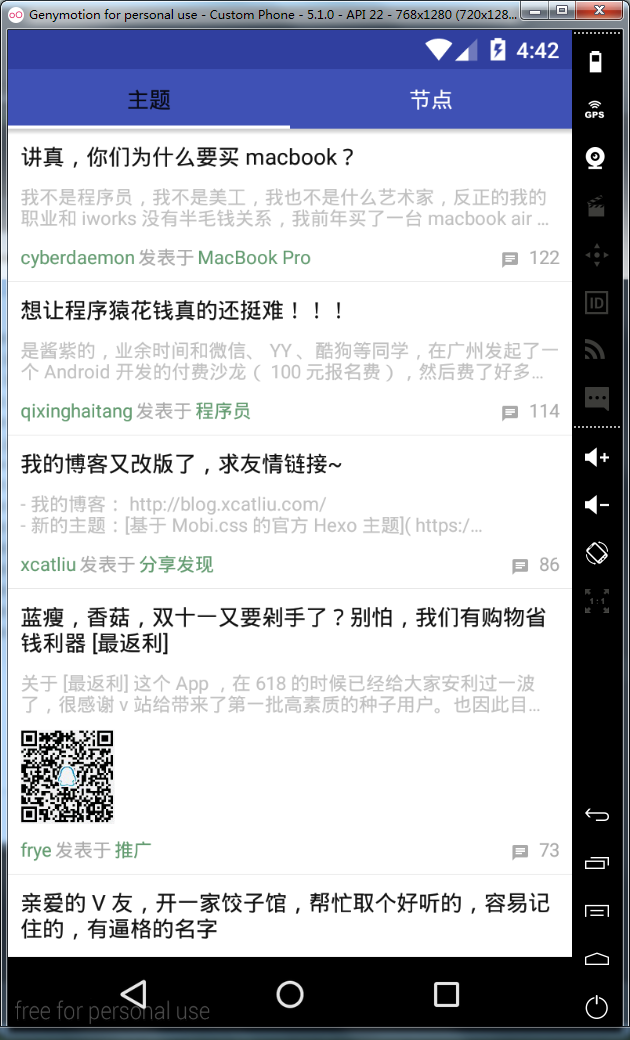 Genymotion for personal use - Custom Phone - 5.1.0 - API 22 - 768x1280 (720x128...
4:42
主题 节点
GPS
讲真，你们为什么要买 macbook？
我不是程序员，我不是美工，我也不是什么艺术家，反正的我的
职业和 iworks 没有半毛钱关系，我前年买了一台 macbook air ...
cyberdaemon 发表于 MacBook Pro 122
ID
想让程序猿花钱真的还挺难！！！
是酱紫的，业余时间和微信、 YY 、酷狗等同学，在广州发起了一
个 Android 开发的付费沙龙（ 100 元报名费），然后费了好多...
qixinghaitang 发表于 程序员 114
我的博客又改版了，求友情链接~
- 我的博客： http://blog.xcatliu.com/
- 新的主题：[基于 Mobi.css 的官方 Hexo 主题]( https:/...
xcatliu 发表于 分享发现 86
1:1
蓝瘦，香菇，双十一又要剁手了？别怕，我们有购物省
钱利器 [最返利]
关于 [最返利] 这个 App ，在 618 的时候已经给大家安利过一波
了，很感谢 v 站给带来了第一批高素质的种子用户。也因此目...
frye 发表于 推广 73
亲爱的 V 友，开一家饺子馆，帮忙取个好听的，容易记
住的，有逼格的名字
free for personal use